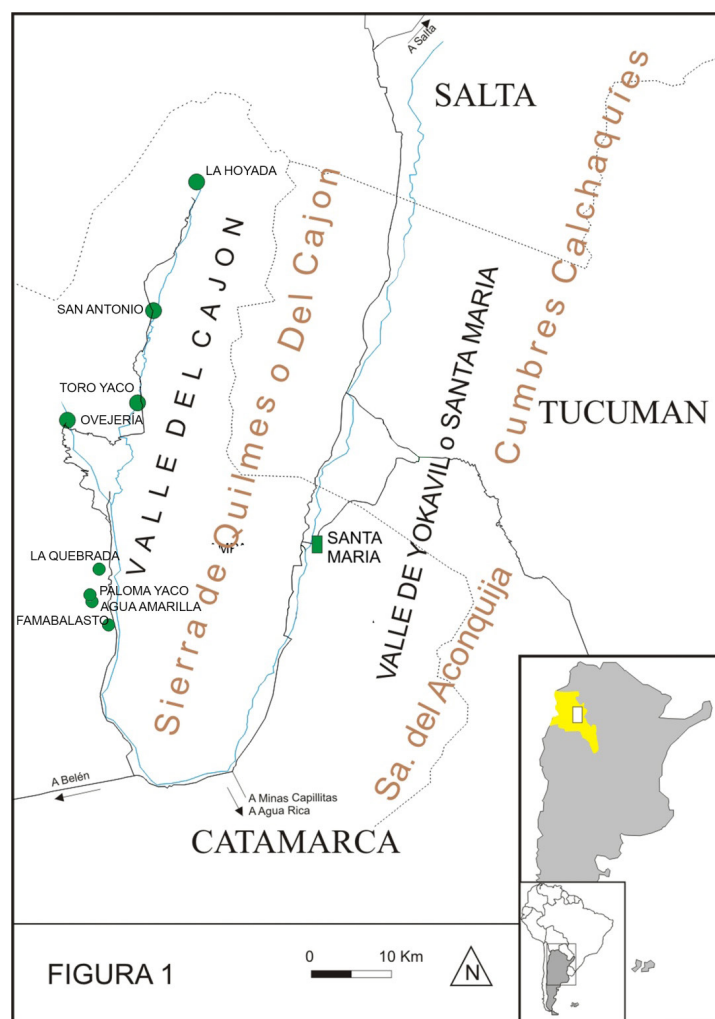 A Salta
SALTA
Cumbres Calchaquíes
LA HOYADA
Sierra de Quilmes o Del Cajon
VALLE DEL CAJON
VALLE DE YOKAVIL o SANTA MARIA
SAN ANTONIO
TORO YACO
OVEJERÍA
TUCUMAN
SANTA
MARIA
LA QUEBRADA
PALOMA YACO
AGUA AMARILLA
FAMABALASTO
Sa. del Aconquija
A Belén
A Minas Capillitas
A Agua Rica
CATAMARCA
FIGURA 1
0 10 Km
N